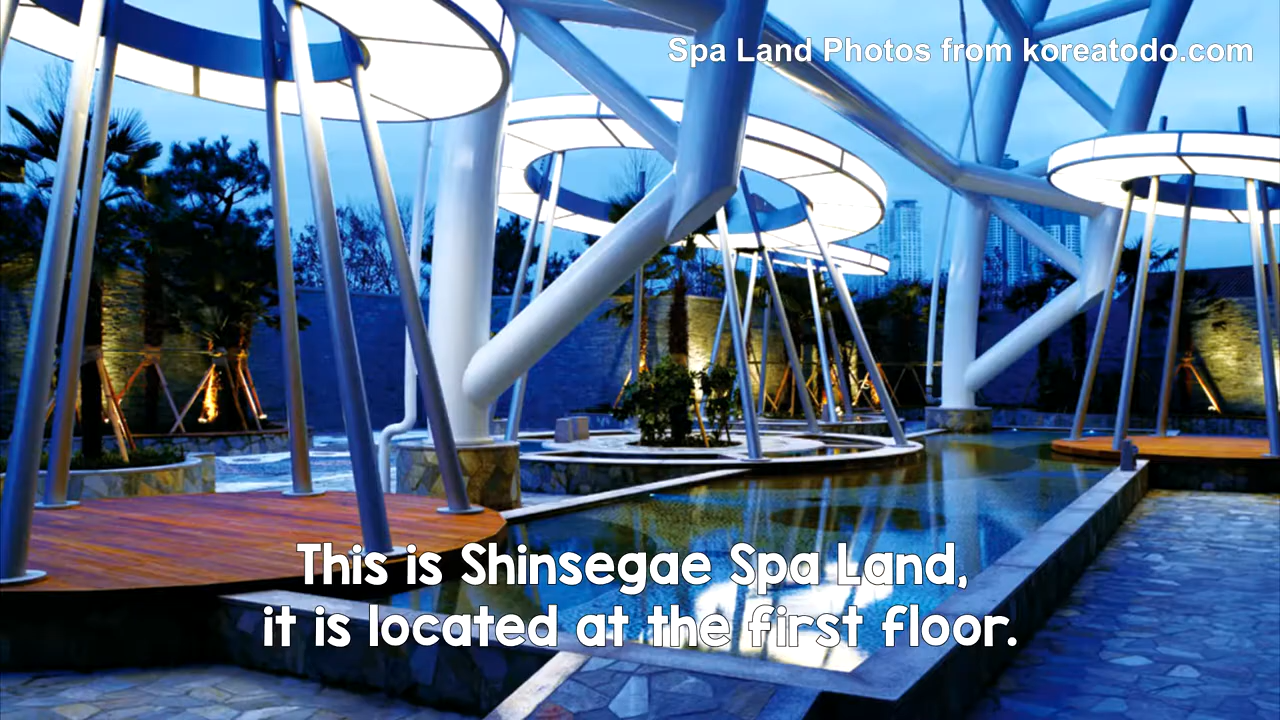 Spa Land Photos from koreatodo.com
This is Shinsegae Spa Land,
it is located at the first floor.